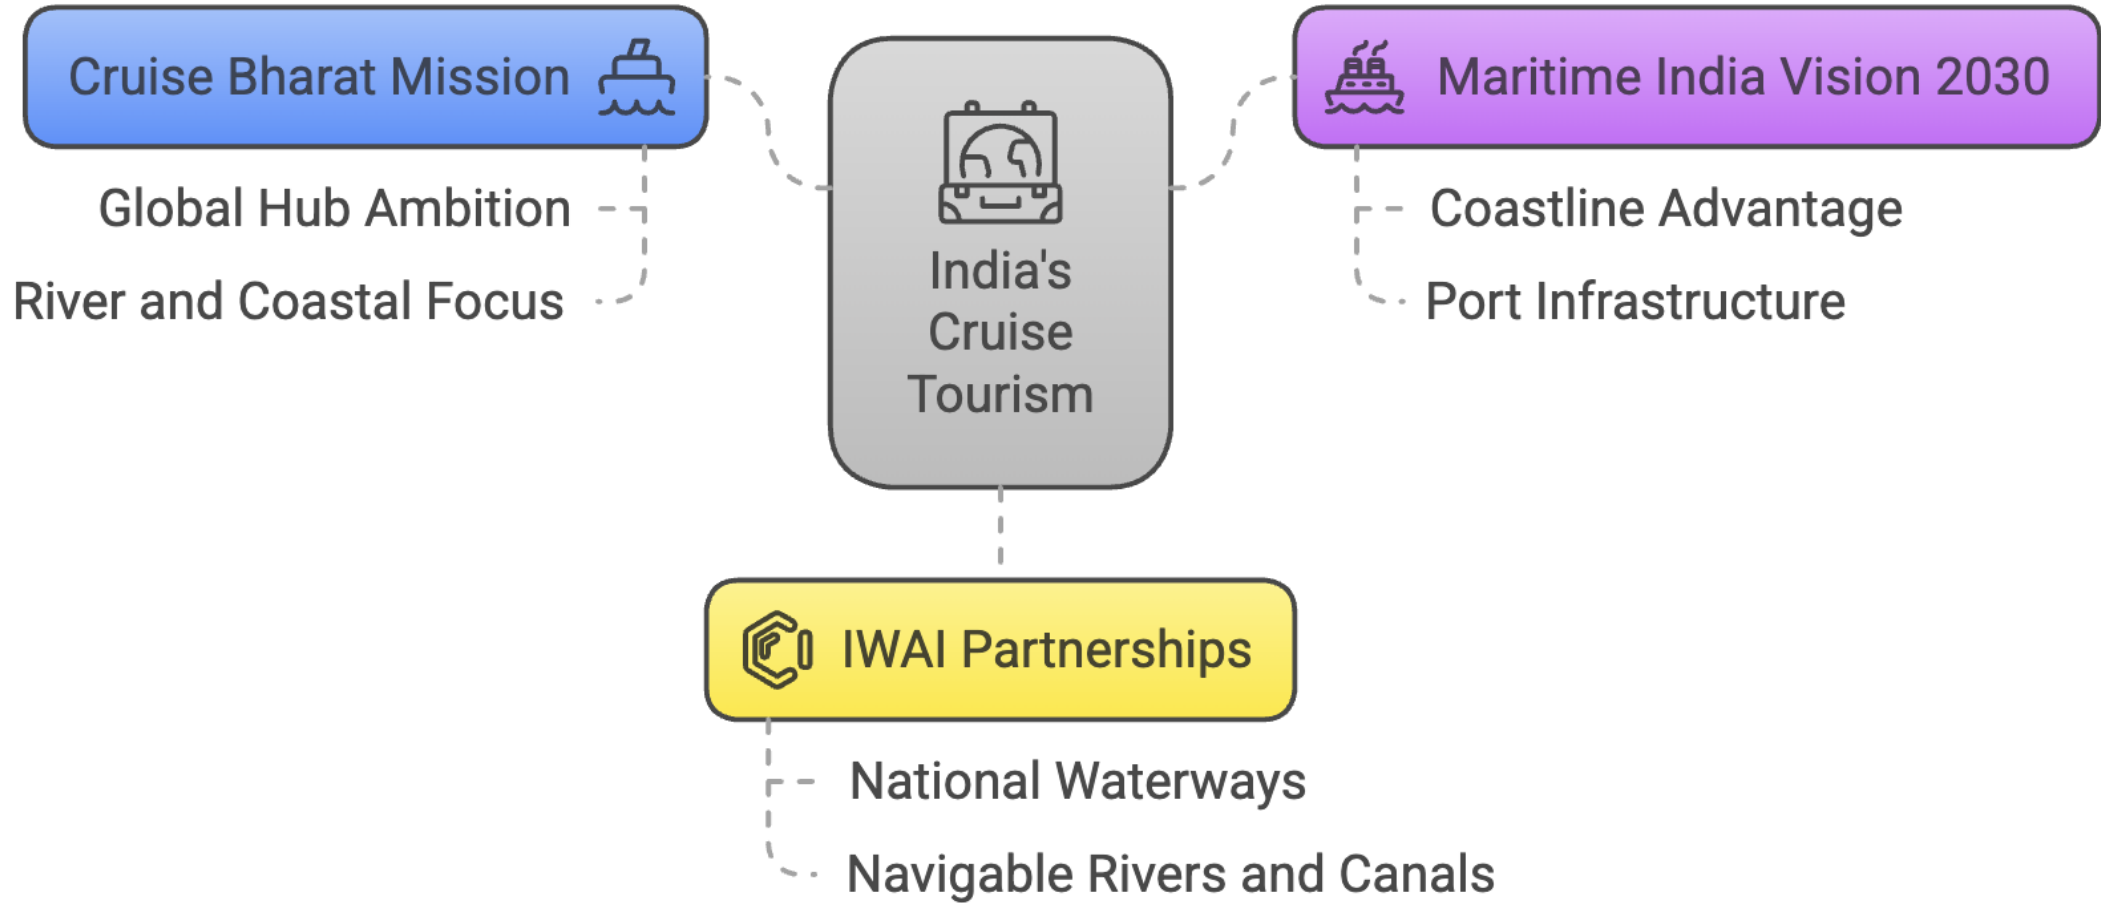 Cruise Bharat Mission
Global Hub Ambition
River and Coastal Focus
India's
Cruise
Tourism
Maritime India Vision 2030
Coastline Advantage
Port Infrastructure
IWAI Partnerships
National Waterways
Navigable Rivers and Canals